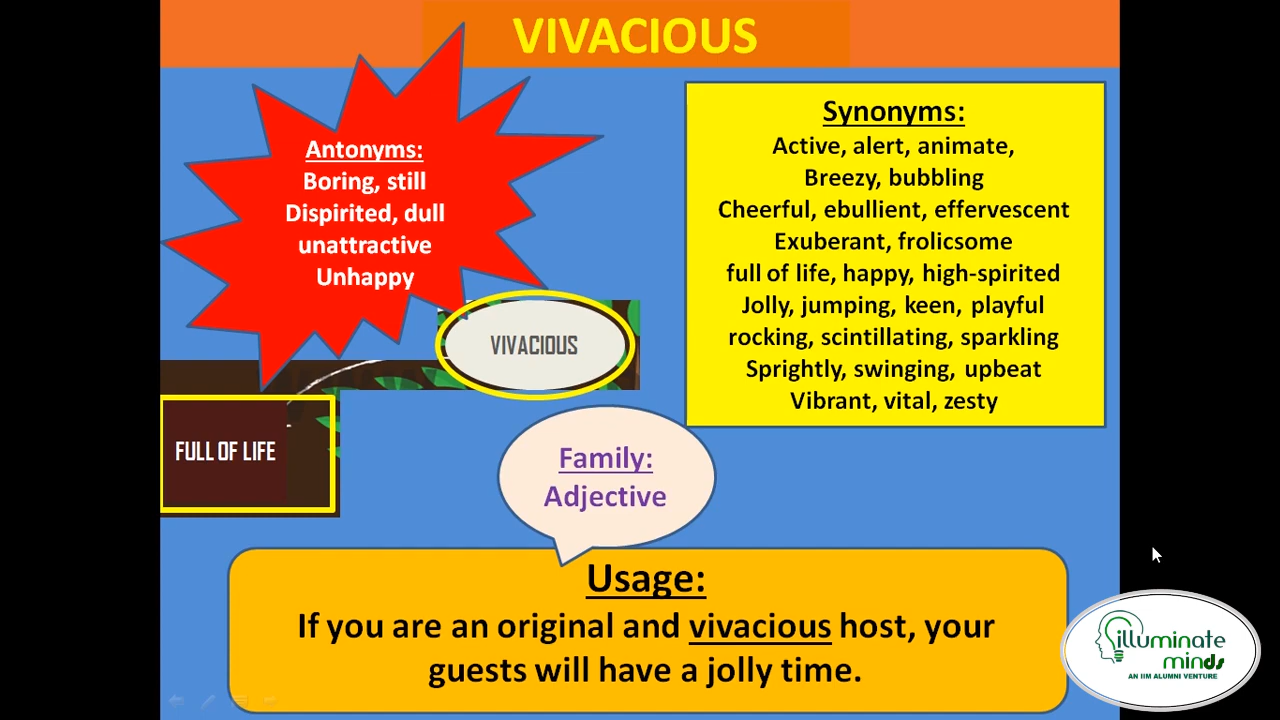 VIVACIOUS
Antonyms:
Boring, still
Dispirited, dull
unattractive
Unhappy
Synonyms:
Active, alert, animate,
Breezy, bubbling
Cheerful, ebullient, effervescent
Exuberant, frolicsome
full of life, happy, high-spirited
Jolly, jumping, keen, playful
rocking, scintillating, sparkling
Sprightly, swinging, upbeat
Vibrant, vital, zesty
VIVACIOUS
FULL OF LIFE
Family:
Adjective
Usage:
If you are an original and vivacious host, your
guests will have a jolly time.
illuminate
minds
AN IIM ALUMNI VENTURE